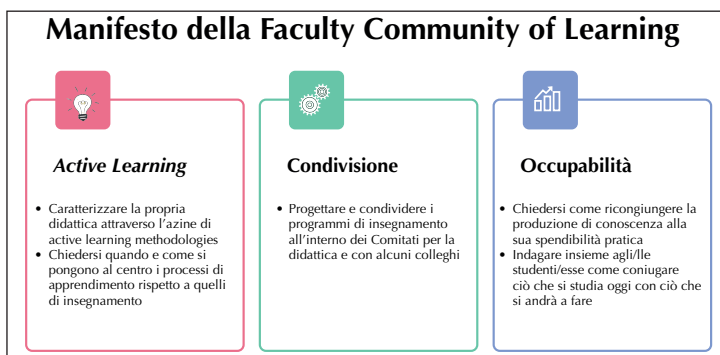 Manifesto della Faculty Community of Learning
Active Learning
• Caratterizzare la propria
didattica attraverso l'azine di
active learning methodologies
• Chiedersi quando e come si
pongono al centro i processi di
apprendimento rispetto a quelli
di insegnamento
Condivisione
• Progettare e condividere i
programmi di insegnamento
all'interno dei Comitati per la
didattica e con alcuni colleghi
Occupabilità
• Chiedersi come ricongiungere la
produzione di conoscenza alla
sua spendibilità pratica
• Indagare insieme agli/lle
studenti/esse come coniugare
ciò che si studia oggi con ciò che
si andrà a fare